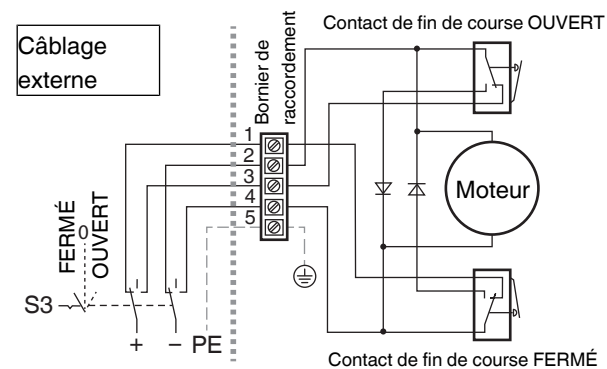 Câblage
externe
Bornier de
raccordement
Contact de fin de course OUVERT
1
2
3
4
5
Moteur
FERMÉ
0
OUVERT
S3
+
– PE
Contact de fin de course FERMÉ